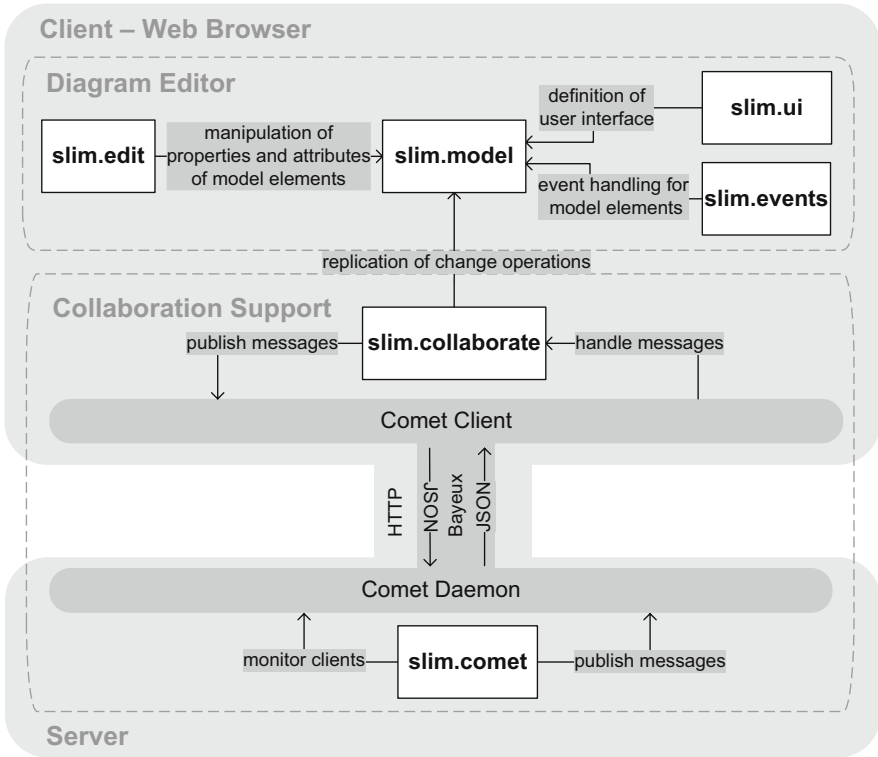 Client – Web Browser
Diagram Editor
slim.edit
manipulation of
properties and attributes
of model elements
slim.model
definition of
user interface
slim.ui
event handling for
model elements
slim.events
replication of change operations
Collaboration Support
publish messages
slim.collaborate
handle messages
Comet Client
HTTP
JSON
Bayeux
JSON
Comet Daemon
monitor clients
slim.comet
publish messages
Server